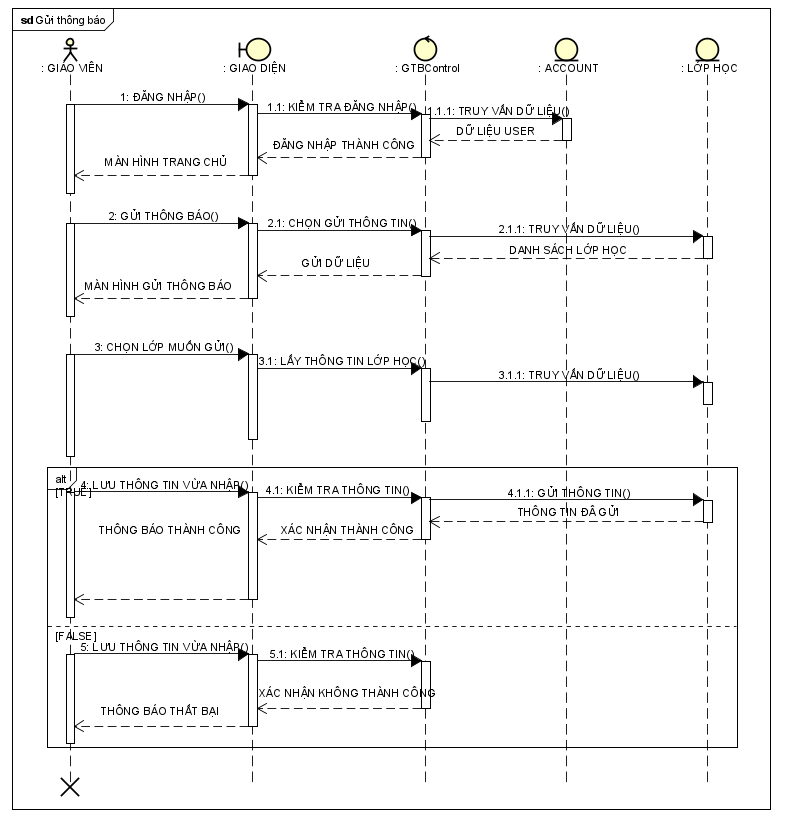 sd Gửi thông báo
: GIÁO VIÊN
: GIAO DIỆN
: GTBControl
: ACCOUNT
: LỚP HỌC
1: ĐĂNG NHẬP()
1.1: KIỂM TRA ĐĂNG NHẬP()
1.1.1: TRUY VẤN DỮ LIỆU()
DỮ LIỆU USER
ĐĂNG NHẬP THÀNH CÔNG
MÀN HÌNH TRANG CHỦ
2: GỬI THÔNG BÁO()
2.1: CHỌN GỬI THÔNG TIN()
2.1.1: TRUY VẤN DỮ LIỆU()
DANH SÁCH LỚP HỌC
GỬI DỮ LIỆU
MÀN HÌNH GỬI THÔNG BÁO
3: CHỌN LỚP MUỐN GỬI()
3.1: LẤY THÔNG TIN LỚP HỌC()
3.1.1: TRUY VẤN DỮ LIỆU()
alt
[TRUE]
4: LƯU THÔNG TIN VỪA NHẬP()
4.1: KIỂM TRA THÔNG TIN()
4.1.1: GỬI THÔNG TIN()
THÔNG TIN ĐÃ GỬI
XÁC NHẬN THÀNH CÔNG
THÔNG BÁO THÀNH CÔNG
[FALSE]
5: LƯU THÔNG TIN VỪA NHẬP()
5.1: KIỂM TRA THÔNG TIN()
XÁC NHẬN KHÔNG THÀNH CÔNG
THÔNG BÁO THẤT BẠI